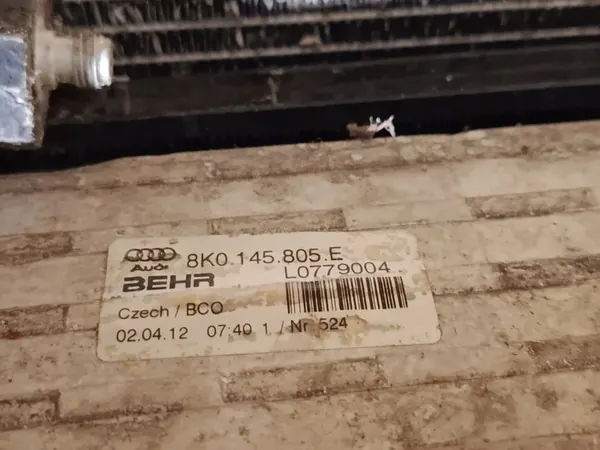 Audi 8K0.145.805.E
BEHR L0779004
Czech / BCO
02.04.12 07:40 1 / Nr 524